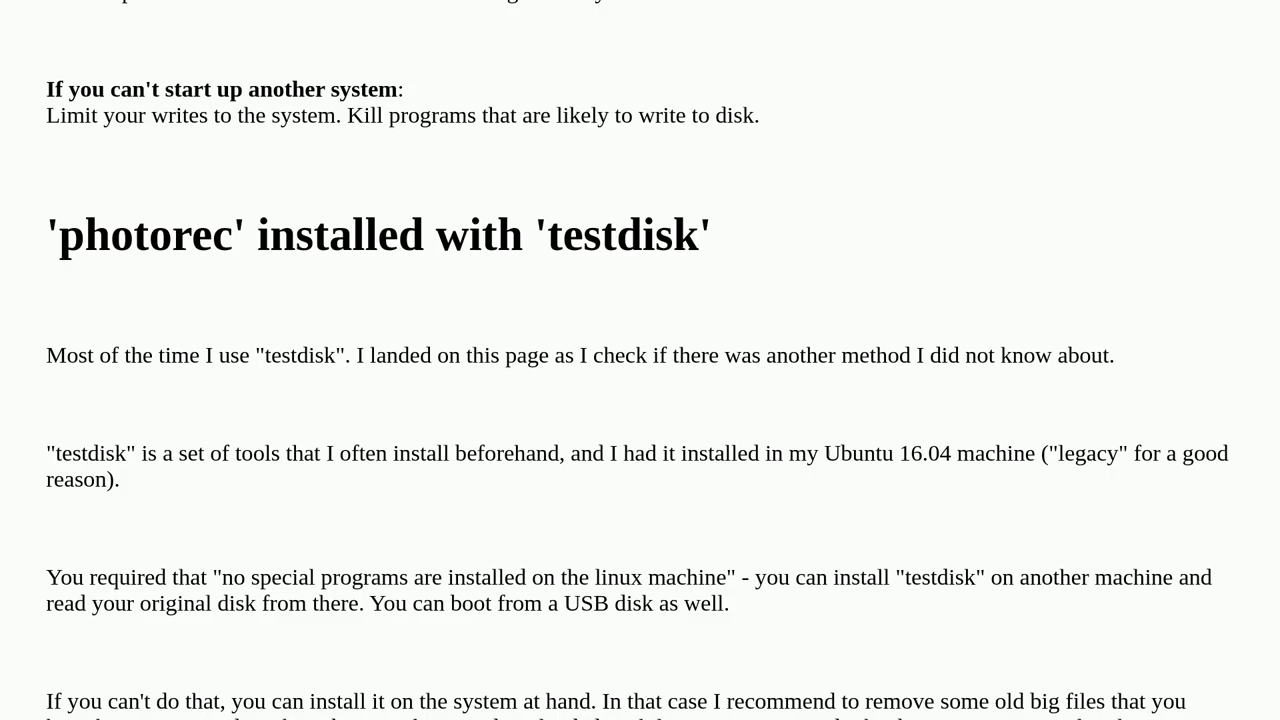 If you can't start up another system:
Limit your writes to the system. Kill programs that are likely to write to disk.
'photorec' installed with 'testdisk'
Most of the time I use "testdisk". I landed on this page as I check if there was another method I did not know about.
"testdisk" is a set of tools that I often install beforehand, and I had it installed in my Ubuntu 16.04 machine ("legacy" for a good
reason).
You required that "no special programs are installed on the linux machine" - you can install "testdisk" on another machine and
read your original disk from there. You can boot from a USB disk as well.
If you can't do that, you can install it on the system at hand. In that case I recommend to remove some old big files that you